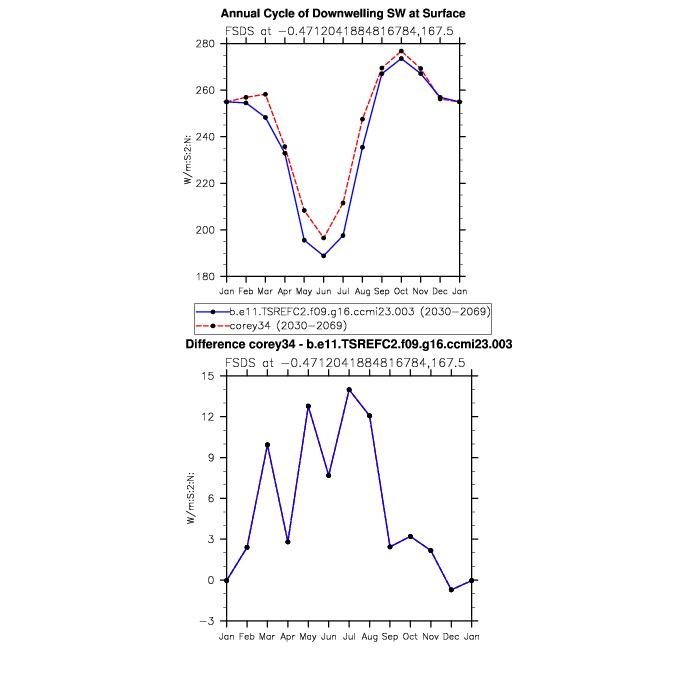 Annual Cycle of Downwelling SW at Surface
FSDS at −0.4712041884816784,167.5
280
260
240
220
200
180
W/m:S:2:N:
Jan Feb Mar Apr May Jun Jul Aug Sep Oct Nov Dec Jan
b.e11.TSREFC2.f09.g16.ccmi23.003 (2030−2069)
corey34 (2030−2069)
Difference corey34 - b.e11.TSREFC2.f09.g16.ccmi23.003
FSDS at −0.4712041884816784,167.5
15
12
9
6
3
0
−3
W/m:S:2:N:
Jan Feb Mar Apr May Jun Jul Aug Sep Oct Nov Dec Jan